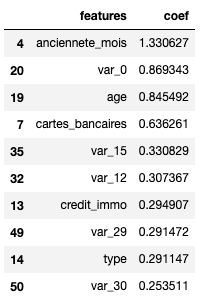 features coef
4 anciennete_mois 1.330627
20 var_0 0.869343
19 age 0.845492
7 cartes_bancaires 0.636261
35 var_15 0.330829
32 var_12 0.307367
13 credit_immo 0.294907
49 var_29 0.291472
14 type 0.291147
50 var_30 0.253511